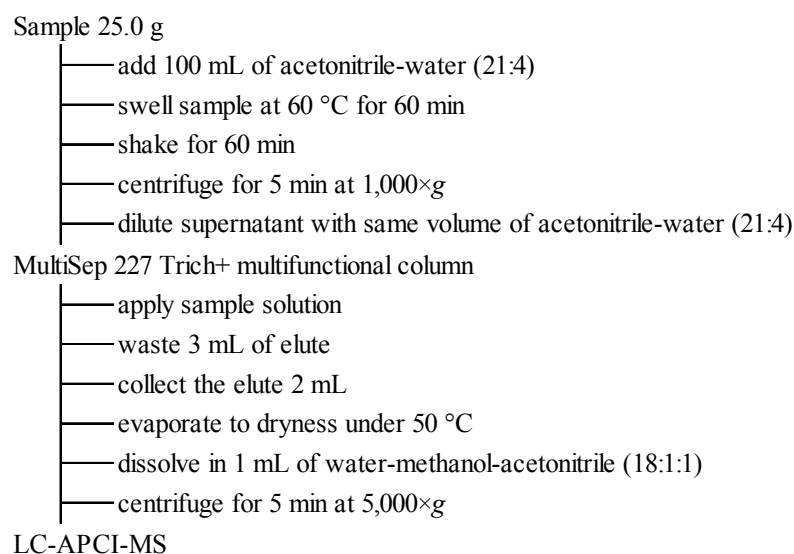 Sample 25.0 g
add 100 mL of acetonitrile-water (21:4)
swell sample at 60 °C for 60 min
shake for 60 min
centrifuge for 5 min at 1,000×g
dilute supernatant with same volume of acetonitrile-water (21:4)
MultiSep 227 Trich+ multifunctional column
apply sample solution
waste 3 mL of elute
collect the elute 2 mL
evaporate to dryness under 50 °C
dissolve in 1 mL of water-methanol-acetonitrile (18:1:1)
centrifuge for 5 min at 5,000×g
LC-APCI-MS